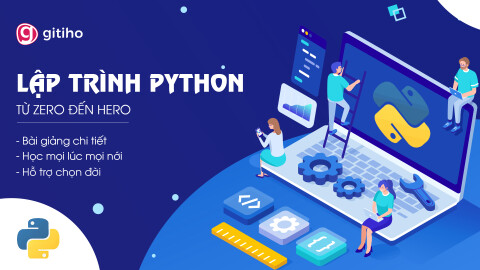 gitiho
LẬP TRÌNH PYTHON
TỪ ZERO ĐẾN HERO
- Bài giảng chi tiết
- Học mọi lúc mọi nói
- Hỗ trợ chọn đời